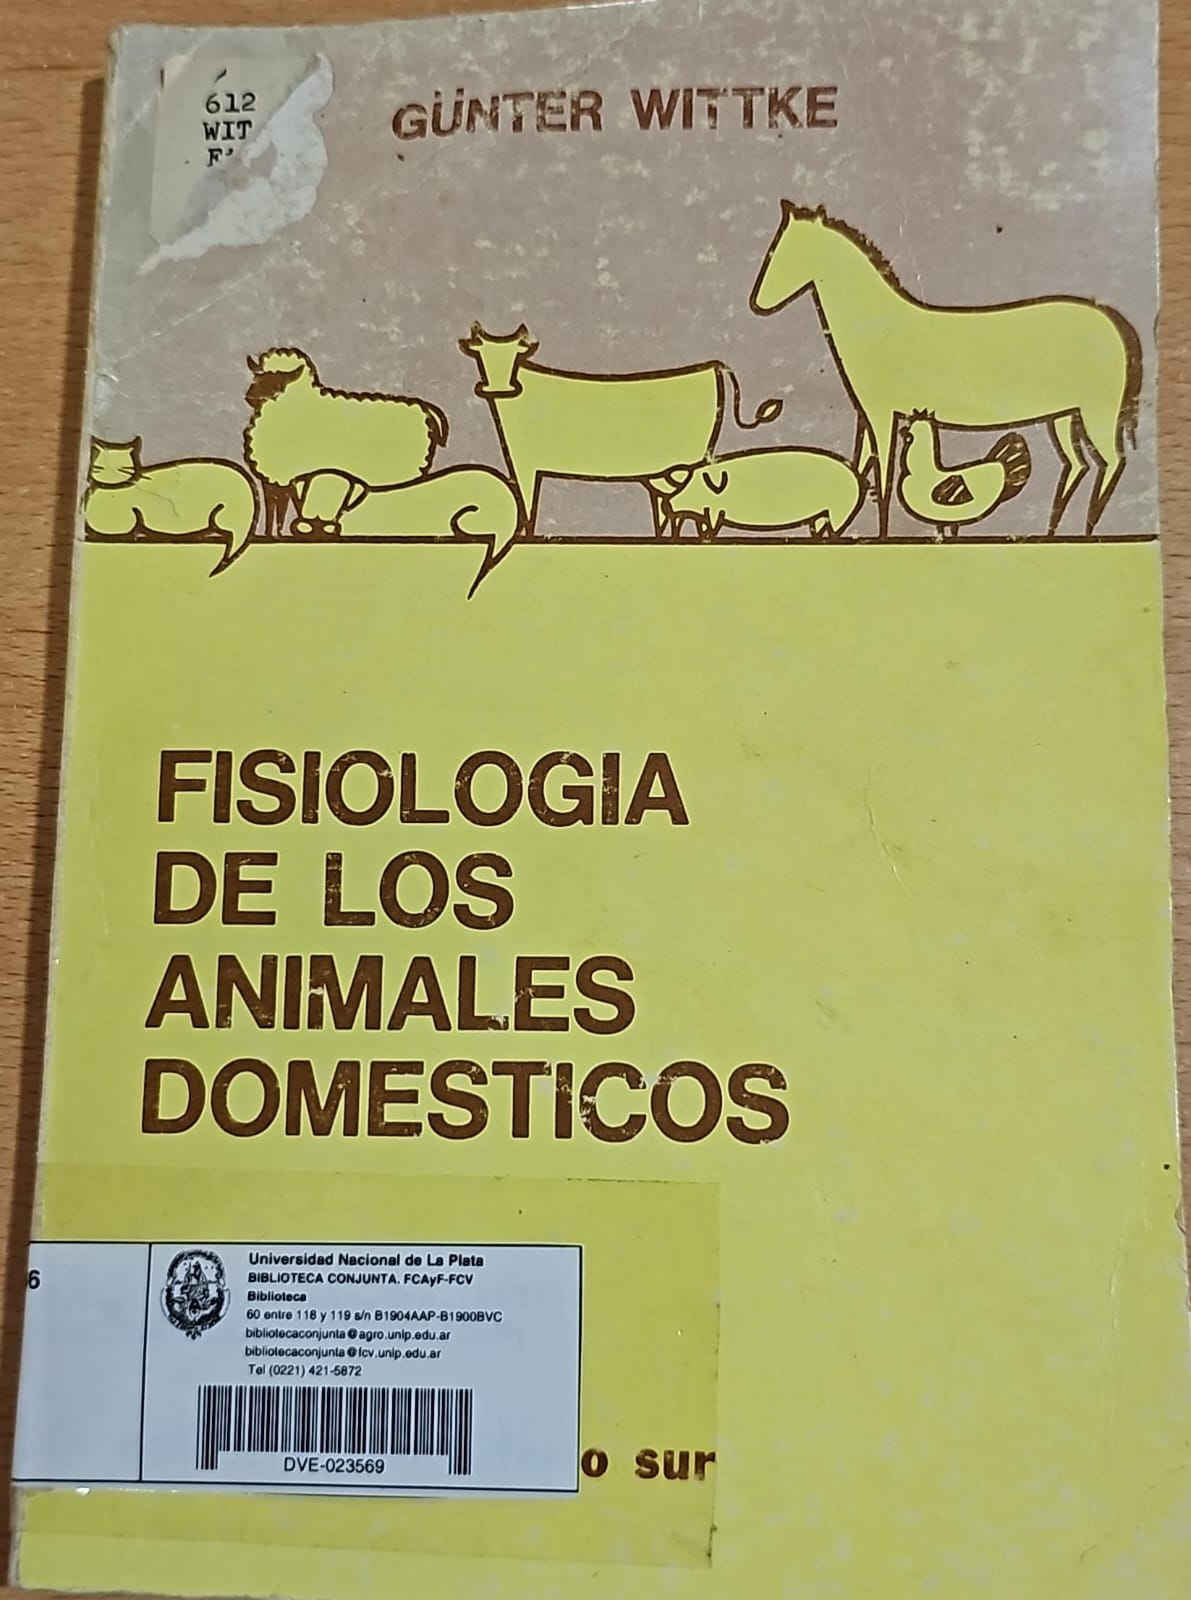 612
WIT
GÜNTER WITTKE
FISIOLOGIA
DE LOS
ANIMALES
DOMESTICOS
6
Universidad Nacional de La Plata
BIBLIOTECA CONJUNTA. FCAyF-FCV
Biblioteca
60 entre 118 y 119 s/n B1904AAP-B1900BVC
bibliotecaconjunta@agro.unlp.edu.ar
bibliotecaconjunta@fcv.unlp.edu.ar
Tel (0221) 421-5872
DVE-023569
o sur